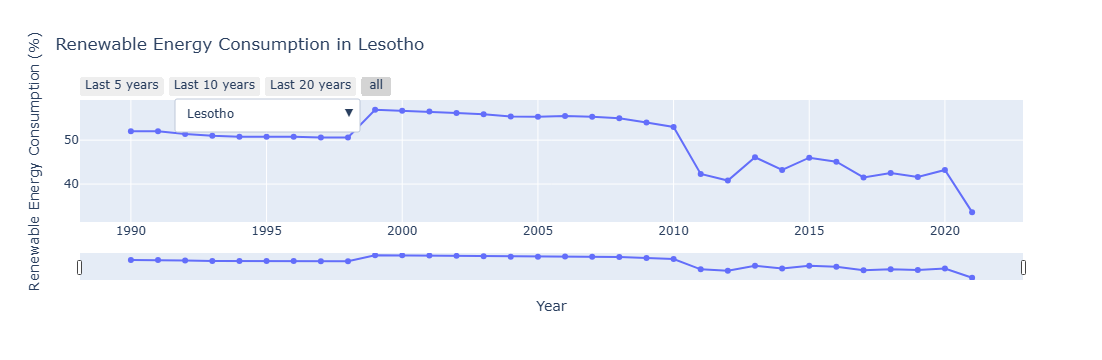 Renewable Energy Consumption in Lesotho
Last 5 years Last 10 years Last 20 years all
Lesotho ▼
Renewable Energy Consumption (%)
50
40
1990 1995 2000 2005 2010 2015 2020
Year